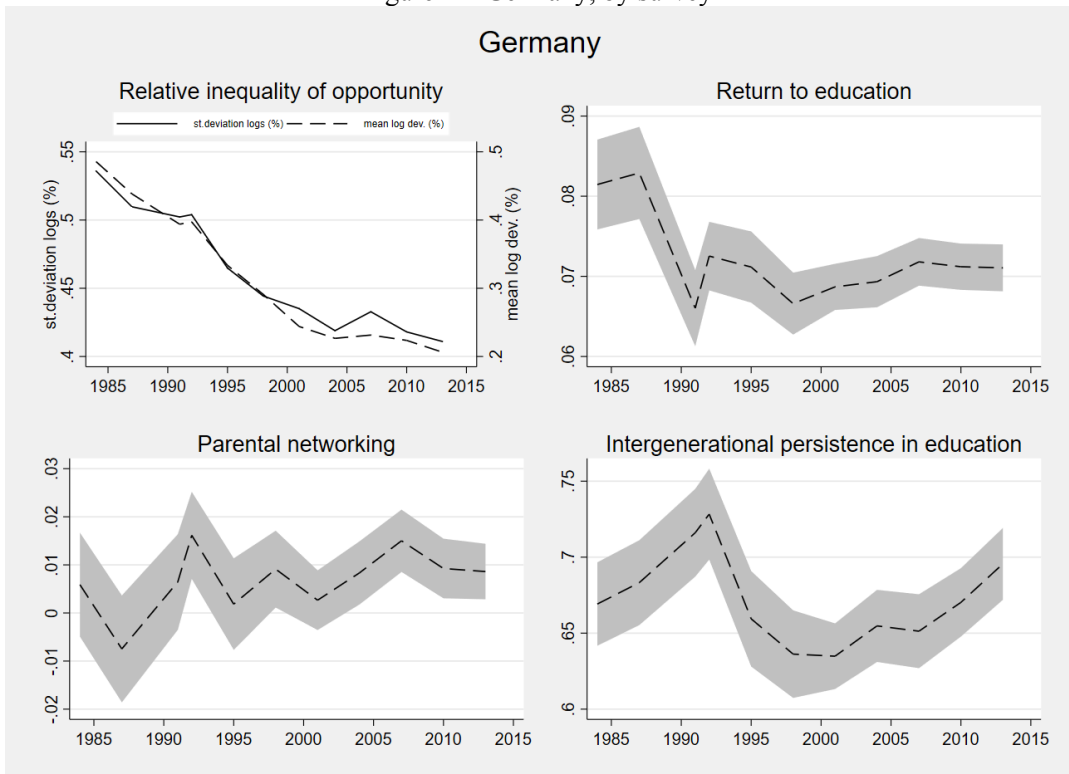 Germany, by survey
Germany
Relative inequality of opportunity
st.deviation logs (%) mean log dev. (%)
st.deviation logs (%)
.4 .45 .5 .55
mean log dev. (%)
.2 .3 .4 .5
1985 1990 1995 2000 2005 2010 2015
Return to education
.06 .07 .08 .09
1985 1990 1995 2000 2005 2010 2015
Parental networking
-.02 -.01 0 .01 .02 .03
1985 1990 1995 2000 2005 2010 2015
Intergenerational persistence in education
.6 .65 .7 .75
1985 1990 1995 2000 2005 2010 2015